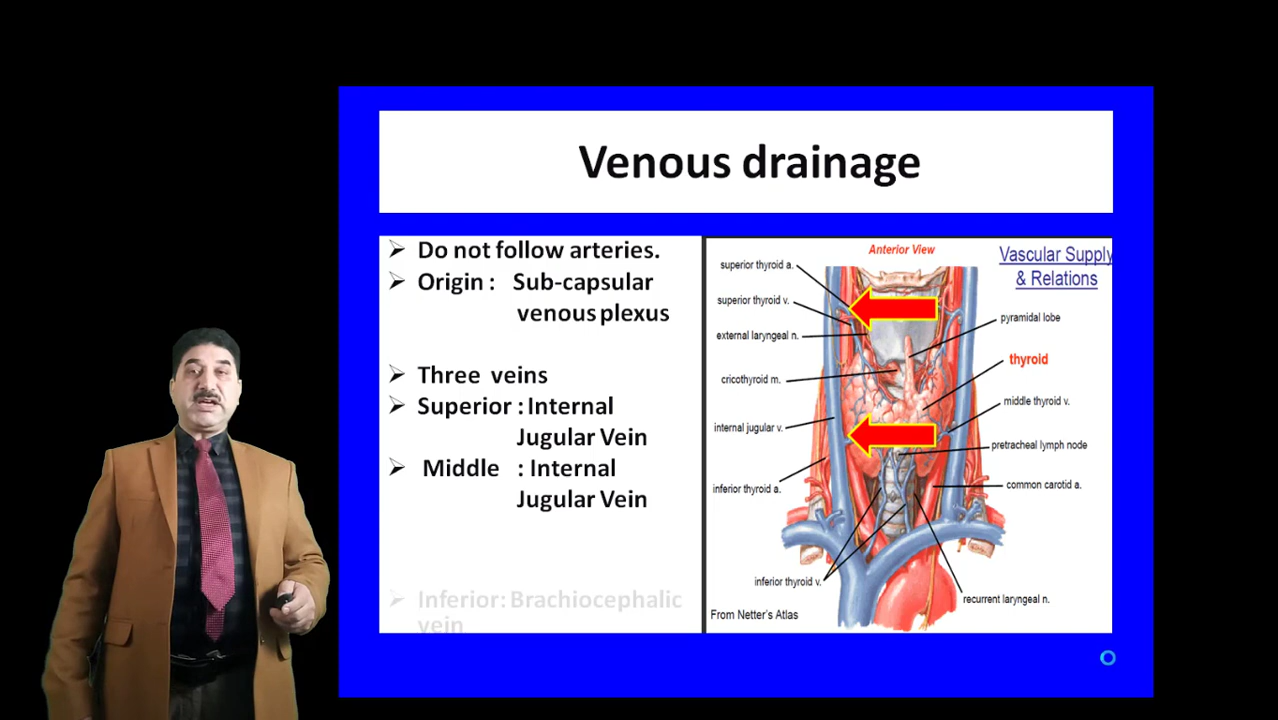 Venous drainage
Do not follow arteries.
Origin : Sub-capsular
venous plexus
Three veins
Superior : Internal
Jugular Vein
Middle : Internal
Jugular Vein
Inferior: Brachiocephalic
vein
Anterior View
Vascular Supply
& Relations
superior thyroid a.
superior thyroid v.
external laryngeal n.
cricothyroid m.
internal jugular v.
inferior thyroid a.
inferior thyroid v.
From Netter's Atlas
pyramidal lobe
thyroid
middle thyroid v.
pretracheal lymph node
common carotid a.
recurrent laryngeal n.